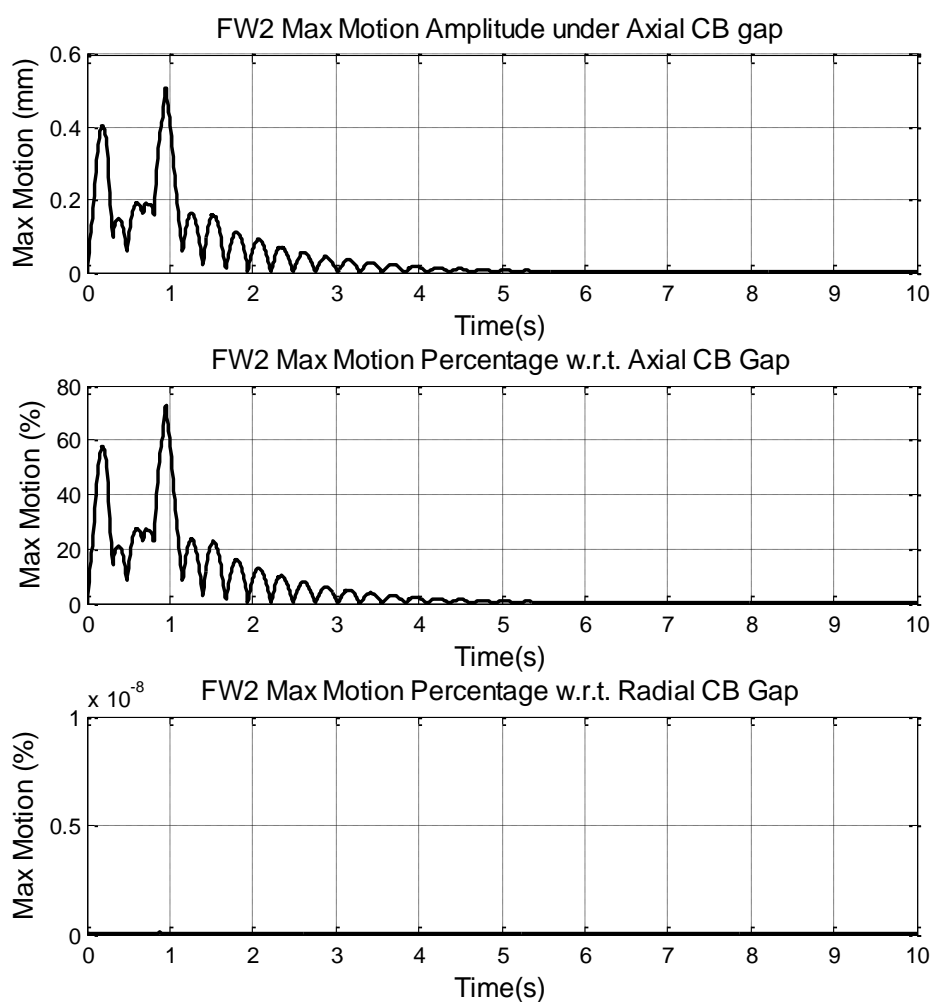 FW2 Max Motion Amplitude under Axial CB gap
0.6
0.4
0.2
0
Max Motion (mm)
0 1 2 3 4 5 6 7 8 9 10
Time(s)
FW2 Max Motion Percentage w.r.t. Axial CB Gap
80
60
40
20
0
Max Motion (%)
0 1 2 3 4 5 6 7 8 9 10
Time(s)
FW2 Max Motion Percentage w.r.t. Radial CB Gap
x 10-8
1
0.5
0
Max Motion (%)
0 1 2 3 4 5 6 7 8 9 10
Time(s)